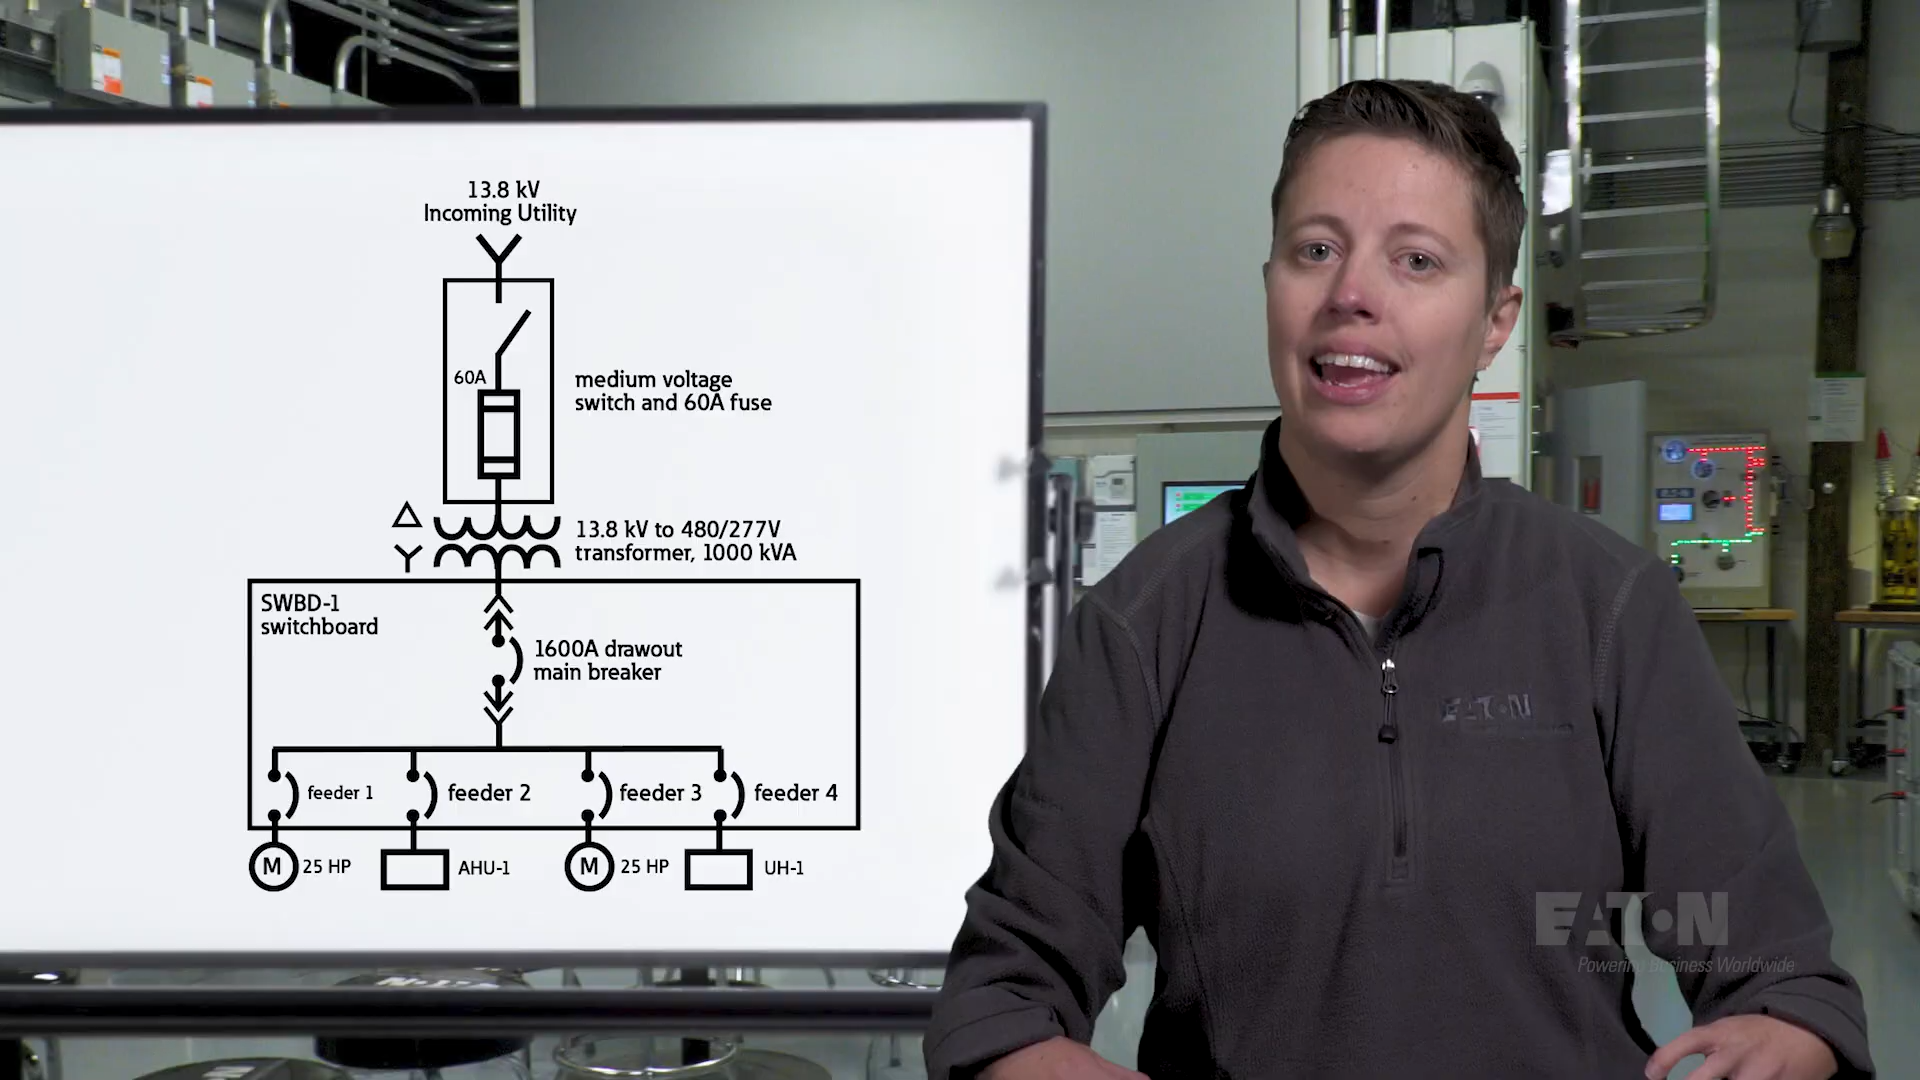 13.8 kV
Incoming Utility
60A
medium voltage
switch and 60A fuse
13.8 kV to 480/277V
transformer, 1000 kVA
SWBD-1
switchboard
1600A drawout
main breaker
feeder 1
feeder 2
feeder 3
feeder 4
M
25 HP
AHU-1
M
25 HP
UH-1
EATON
EATON
Powering Business Worldwide